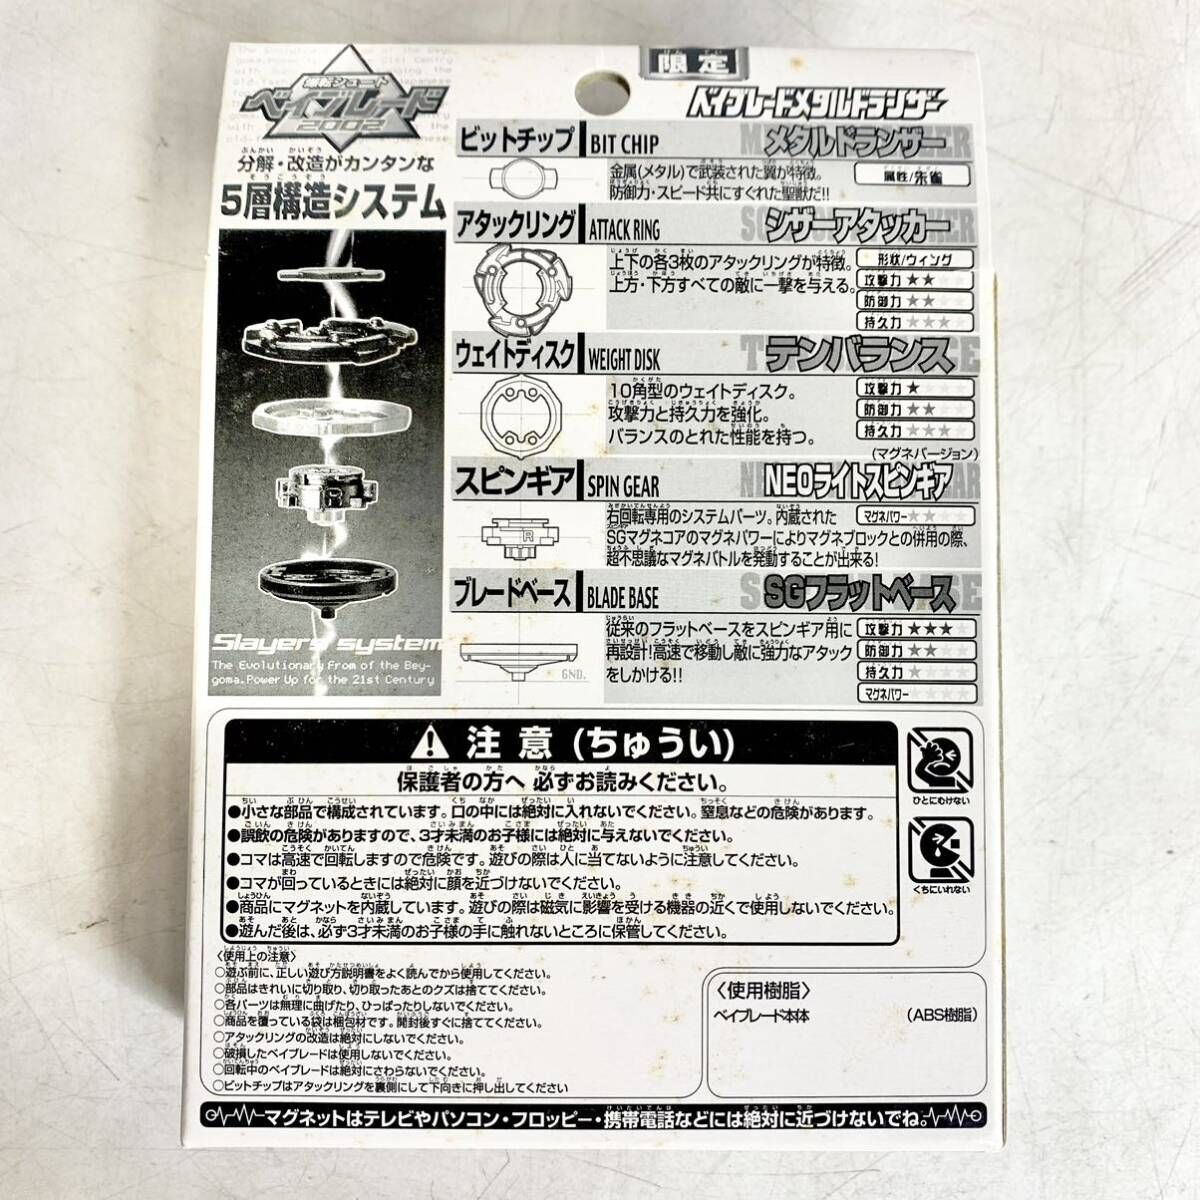 爆転シュート
ベイブレード
2002
限定
ベイブレードメタルドランザー
分解・改造がカンタンな
5層構造システム
Slayers system
The Evolutionary From of the Bey-
goma.Power Up for the 21st Century
ビットチップ BIT CHIP メタルドランザー
金属(メタル)で武装された翼が特徴。
防御力・スピード共にすぐれた聖獣だ!!
属性/朱雀
アタックリング ATTACK RING シザーアタッカー
上下の各3枚のアタックリングが特徴。
上方・下方すべての敵に一撃を与える。
形状/ウィング
攻撃力 ★★
防御力 ★★
持久力 ★★★
ウェイトディスク WEIGHT DISK テンバランス
10角型のウェイトディスク。
攻撃力と持久力を強化。
バランスのとれた性能を持つ。
攻撃力 ★
防御力 ★★
持久力 ★★★
(マグネバージョン)
スピンギア SPIN GEAR NEOライトスピンギア
右回転専用のシステムパーツ。内蔵された
SGマグネコアのマグネパワーによりマグネブロックとの併用の際、
超不思議なマグネバトルを発動することが出来る!
マグネパワー ★★
ブレードベース BLADE BASE SGフラットベース
従来のフラットベースをスピンギア用に
再設計!高速で移動し敵に強力なアタック
をしかける!!
GND.
攻撃力 ★★★
防御力 ★★
持久力 ★
マグネパワー
注意(ちゅうい)
保護者の方へ 必ずお読みください。
●小さな部品で構成されています。口の中には絶対に入れないでください。窒息などの危険があります。
●誤飲の危険がありますので、3才未満のお子様には絶対に与えないでください。
●コマは高速で回転しますので危険です。遊びの際は人に当てないように注意してください。
●コマが回っているときには絶対に顔を近づけないでください。
●商品にマグネットを内蔵しています。遊びの際は磁気に影響を受ける機器の近くで使用しないでください。
●遊んだ後は、必ず3才未満のお子様の手に触れないところに保管してください。
ひとにむけない
くちにいれない
〈使用上の注意〉
○遊ぶ前に、正しい遊び方説明書をよく読んでから使用してください。
○部品はきれいに切り取り、切り取ったあとのクズは捨ててください。
○各パーツは無理に曲げたり、ひっぱったりしないでください。
○商品を覆っている袋は梱包材です。開封後すぐに捨ててください。
○アタックリングの改造は絶対にしないでください。
○破損したベイブレードは使用しないでください。
○回転中のベイブレードは絶対にさわらないでください。
○ビットチップはアタックリングを裏側にして下向きに押し出してください
〈使用樹脂〉
ベイブレード本体 (ABS樹脂)
マグネットはテレビやパソコン・フロッピー・携帯電話などには絶対に近づけないでね。